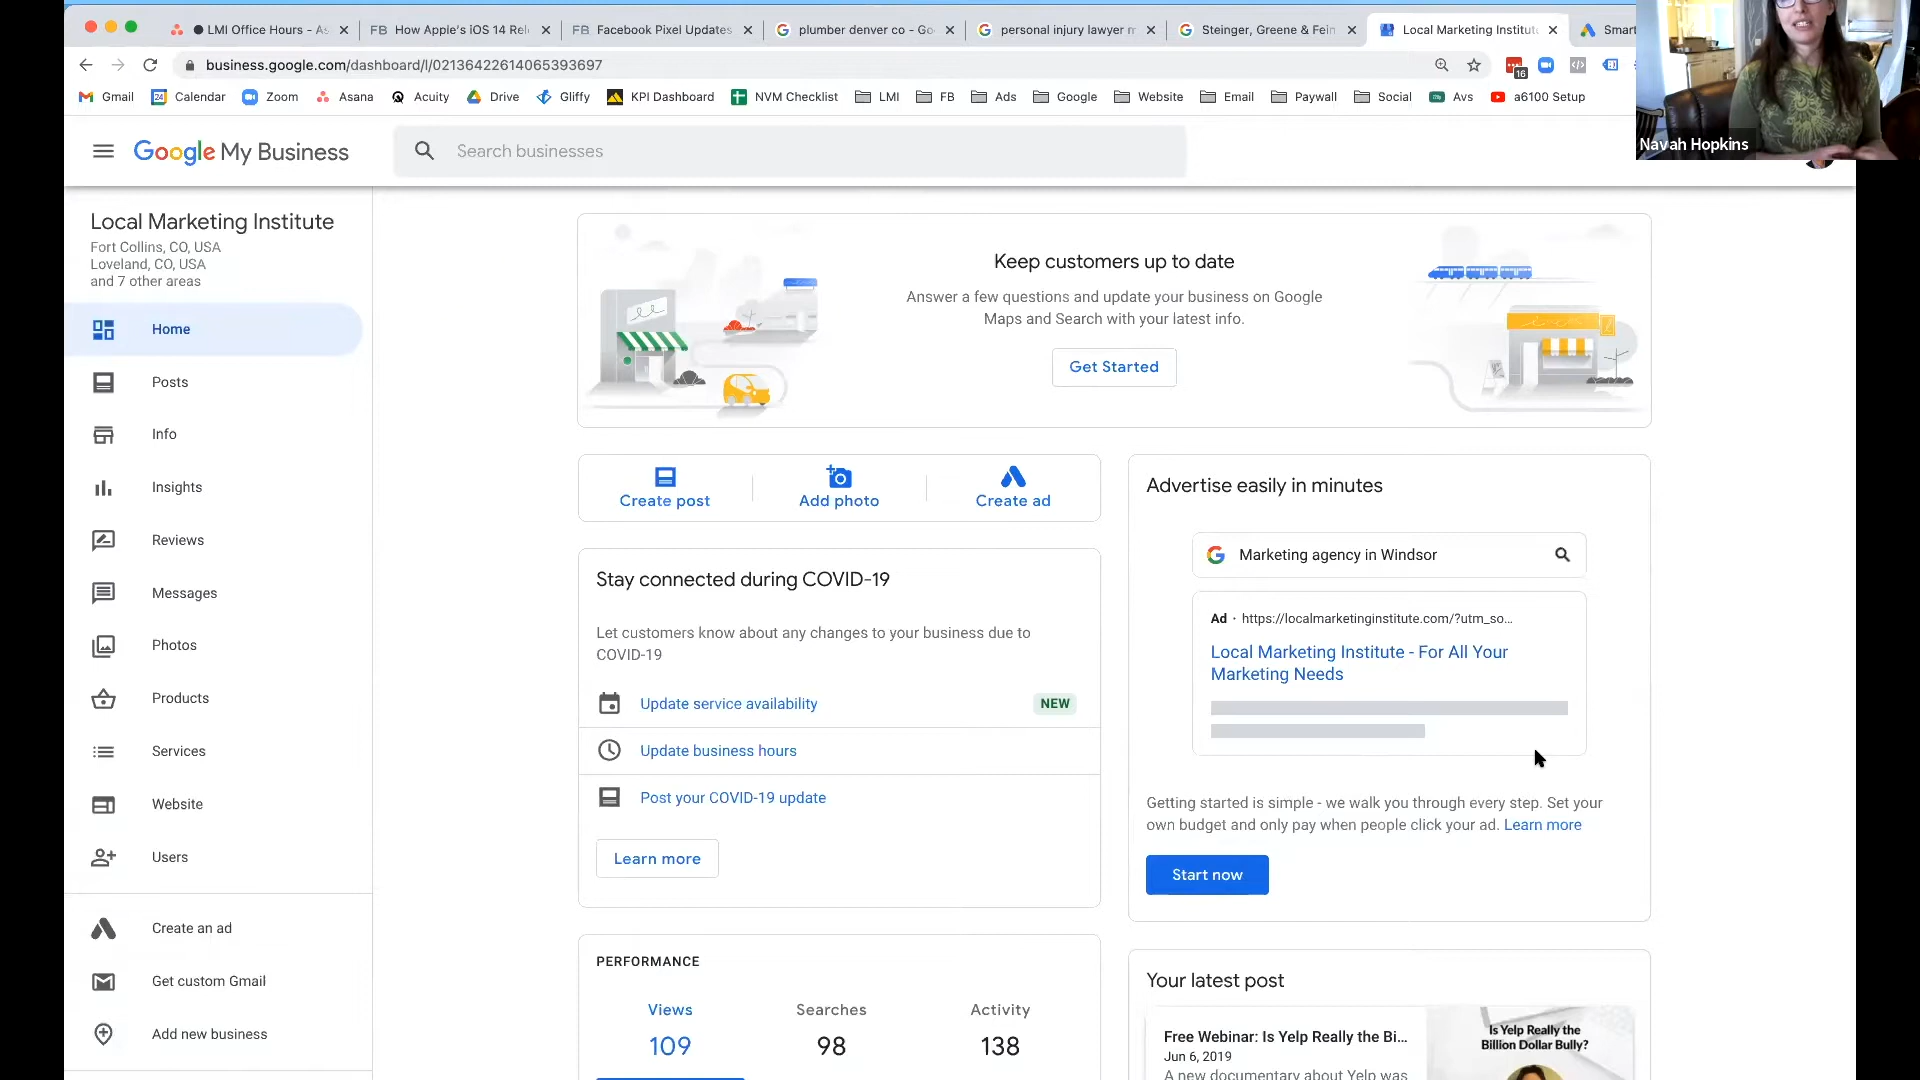 LMI Office Hours - As
FB How Apple's iOS 14 Rel
FB Facebook Pixel Updates
plumber denver co - Go
personal injury lawyer m
Steinger, Greene & Fein
Local Marketing Institute
Smart
business.google.com/dashboard/l/02136422614065393697
16
Gmail
24 Calendar
Zoom
Asana
Acuity
Drive
Gliffy
KPI Dashboard
NVM Checklist
LMI
FB
Ads
Google
Website
Email
Paywall
Social
Avs
a6100 Setup
Navah Hopkins
Google My Business
Search businesses
Local Marketing Institute
Fort Collins, CO, USA
Loveland, CO, USA
and 7 other areas
Home
Posts
Info
Insights
Reviews
Messages
Photos
Products
Services
Website
Users
Create an ad
Get custom Gmail
Add new business
Keep customers up to date
Answer a few questions and update your business on Google
Maps and Search with your latest info.
Get Started
Create post
Add photo
Create ad
Stay connected during COVID-19
Let customers know about any changes to your business due to
COVID-19
Update service availability
NEW
Update business hours
Post your COVID-19 update
Learn more
PERFORMANCE
Views
Searches
Activity
109
98
138
Advertise easily in minutes
Marketing agency in Windsor
Ad · https://localmarketinginstitute.com/?utm_so...
Local Marketing Institute - For All Your
Marketing Needs
Getting started is simple - we walk you through every step. Set your
own budget and only pay when people click your ad. Learn more
Start now
Your latest post
Free Webinar: Is Yelp Really the Bi...
Jun 6, 2019
A new documentary about Yelp was
Is Yelp Really the
Billion Dollar Bully?